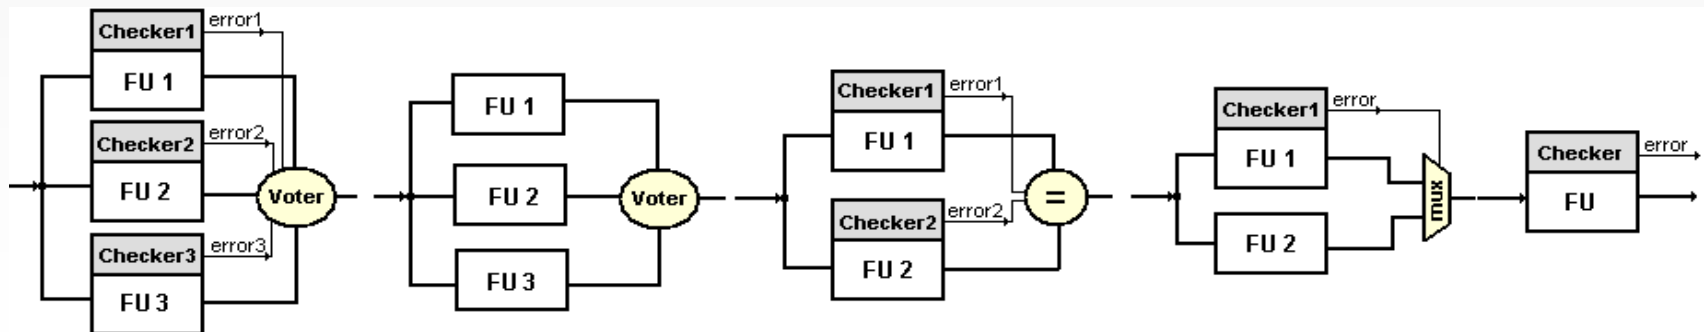 Checker1
error1
FU 1
Checker2
error2
FU 2
Checker3
error3
FU 3
Voter
FU 1
FU 2
FU 3
Voter
Checker1
error1
FU 1
Checker2
error2
FU 2
=
Checker1
error
FU 1
FU 2
mux
Checker
error
FU